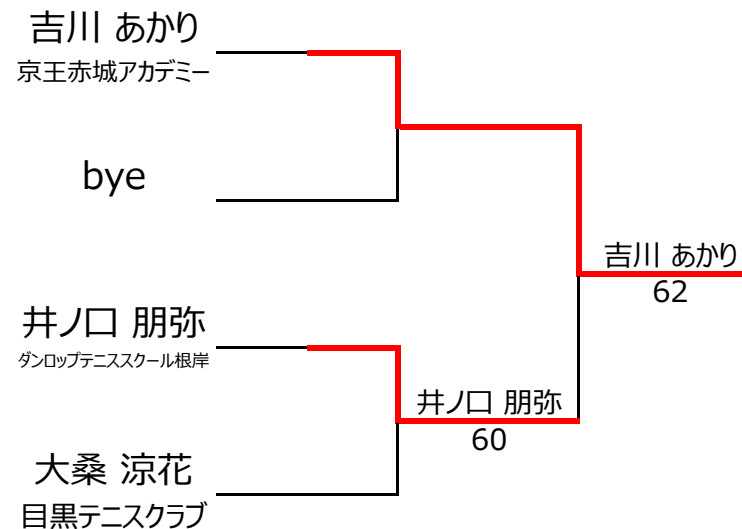 吉川 あかり
京王赤城アカデミー
bye
吉川 あかり
62
井ノ口 朋弥
ダンロップテニススクール根岸
井ノ口 朋弥
60
大桑 涼花
目黒テニスクラブ